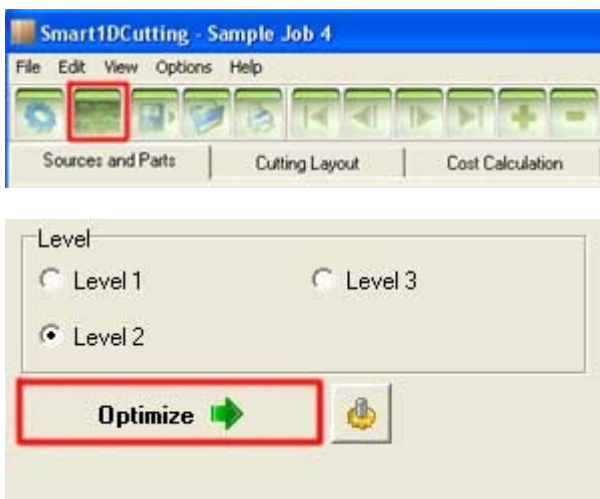 Smart1DCutting - Sample Job 4
File Edit View Options Help
Sources and Parts Cutting Layout Cost Calculation
Level
Level 1 Level 3
Level 2
Optimize